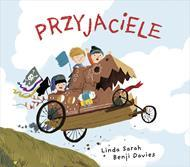 PRZYJACIELE
Linda Sarah
Benji Davies